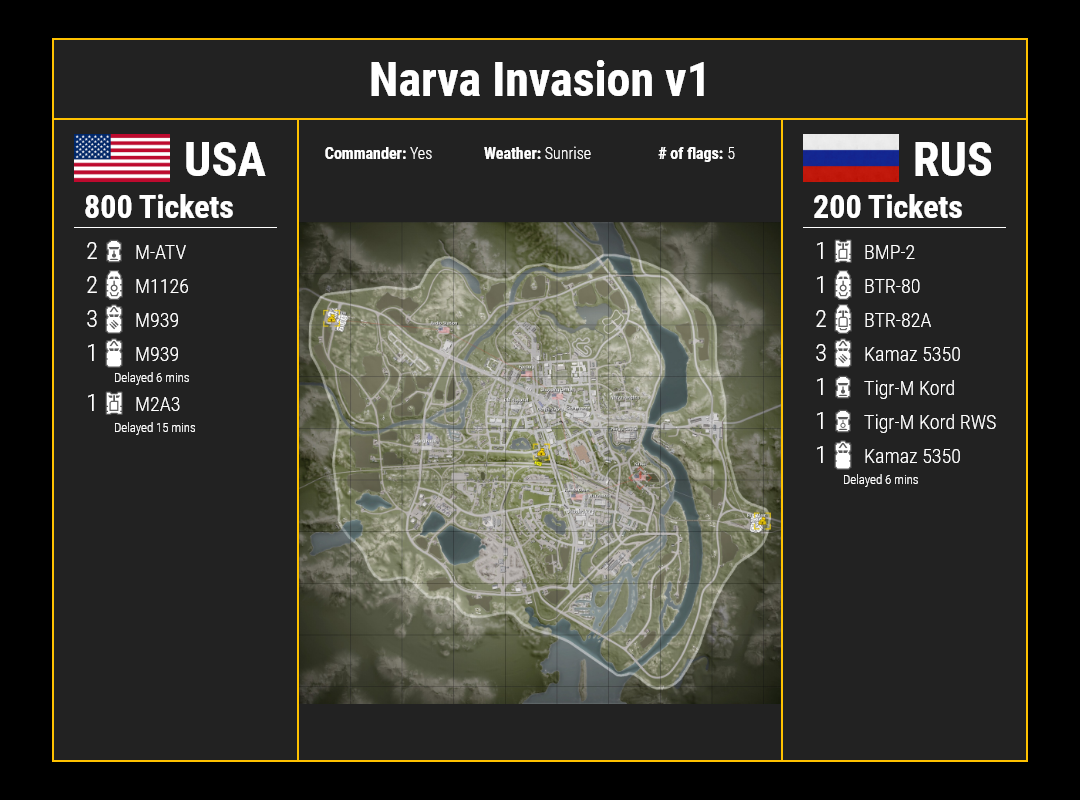 Narva Invasion v1
USA
800 Tickets
2 M-ATV
2 M1126
3 M939
1 M939
Delayed 6 mins
1 M2A3
Delayed 15 mins
Commander: Yes Weather: Sunrise # of flags: 5
RUS
200 Tickets
1 BMP-2
1 BTR-80
2 BTR-82A
3 Kamaz 5350
1 Tigr-M Kord
1 Tigr-M Kord RWS
1 Kamaz 5350
Delayed 6 mins